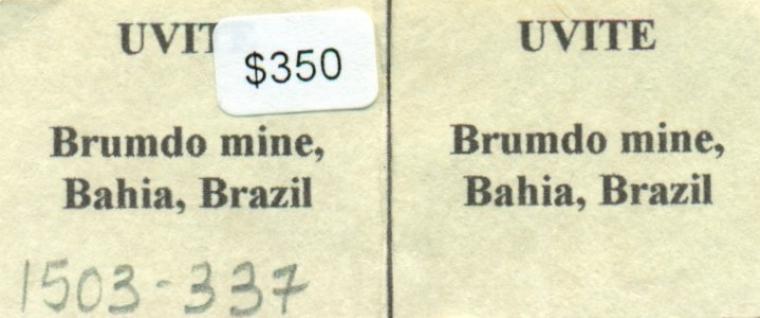 UVIT
$350
Brumdo mine,
Bahia, Brazil
1503-337
UVITE
Brumdo mine,
Bahia, Brazil